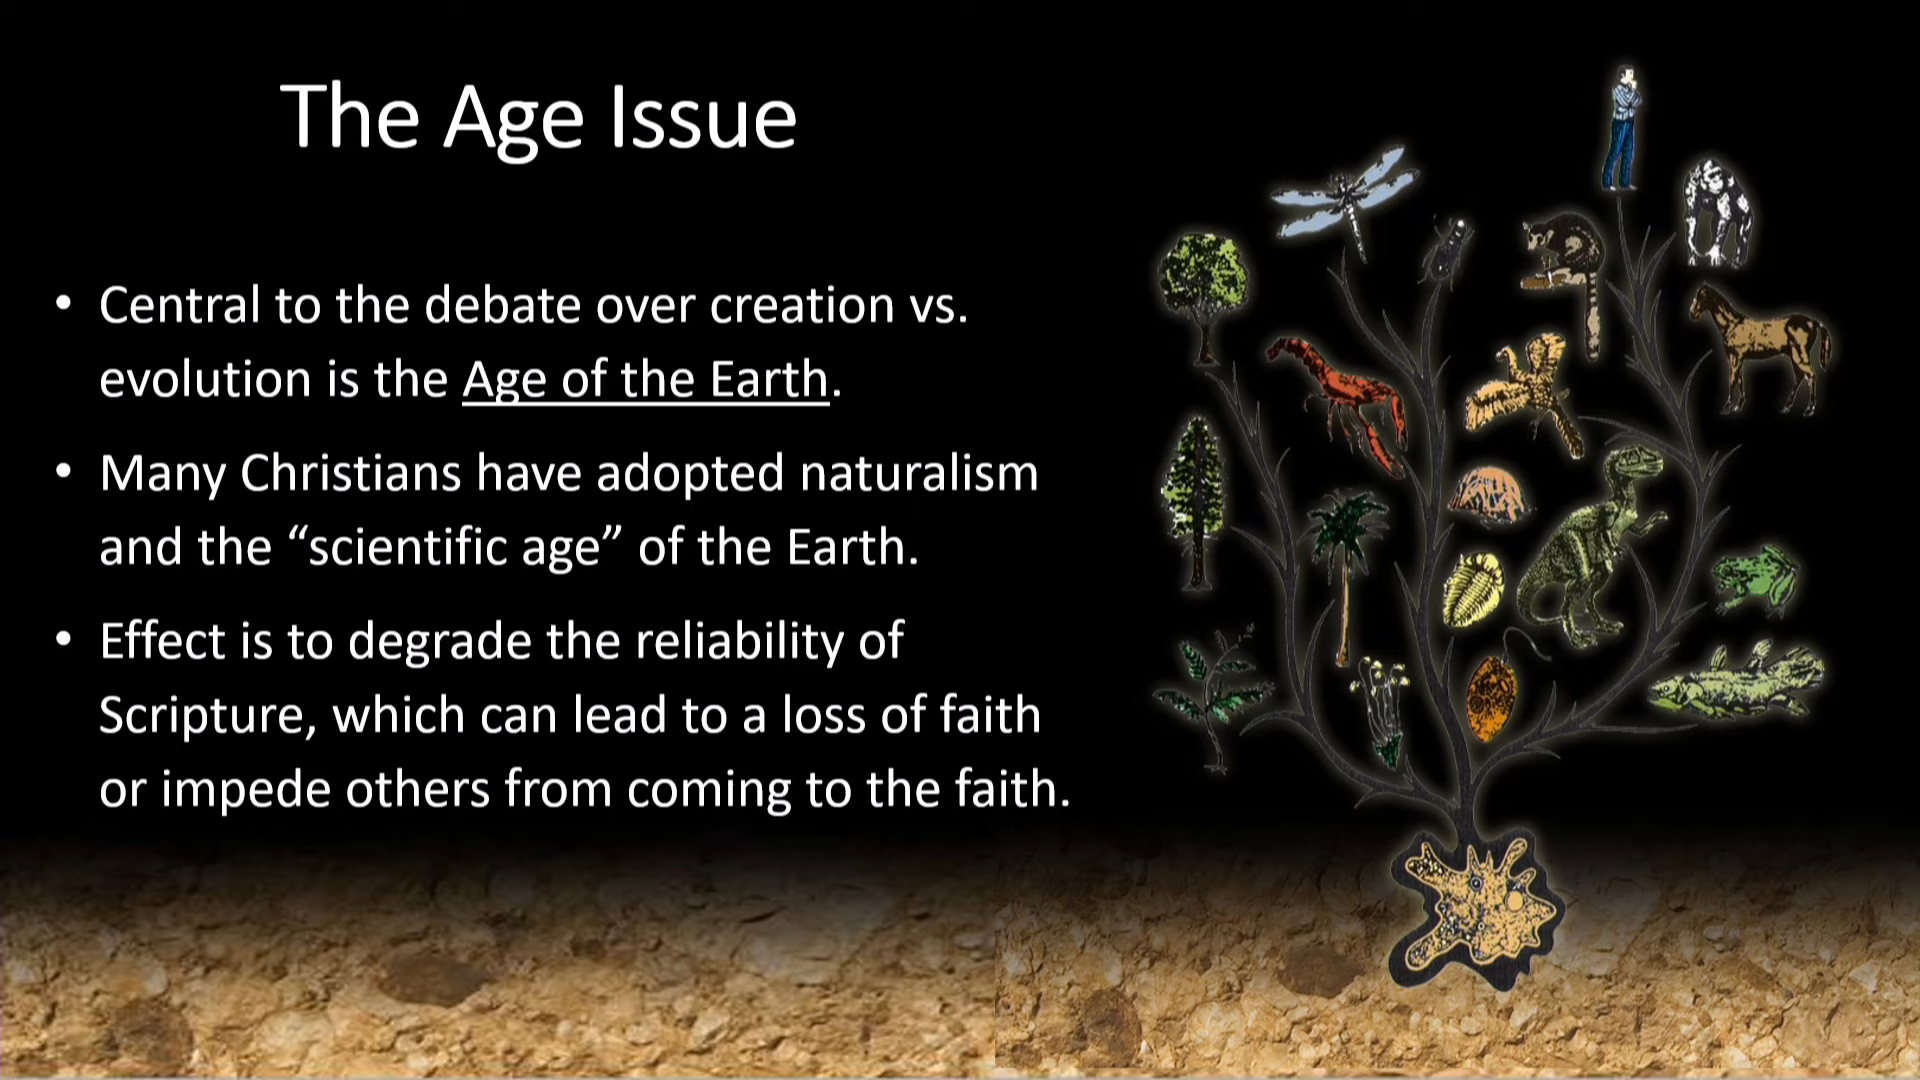 The Age Issue
• Central to the debate over creation vs.
evolution is the Age of the Earth.
• Many Christians have adopted naturalism
and the “scientific age” of the Earth.
• Effect is to degrade the reliability of
Scripture, which can lead to a loss of faith
or impede others from coming to the faith.